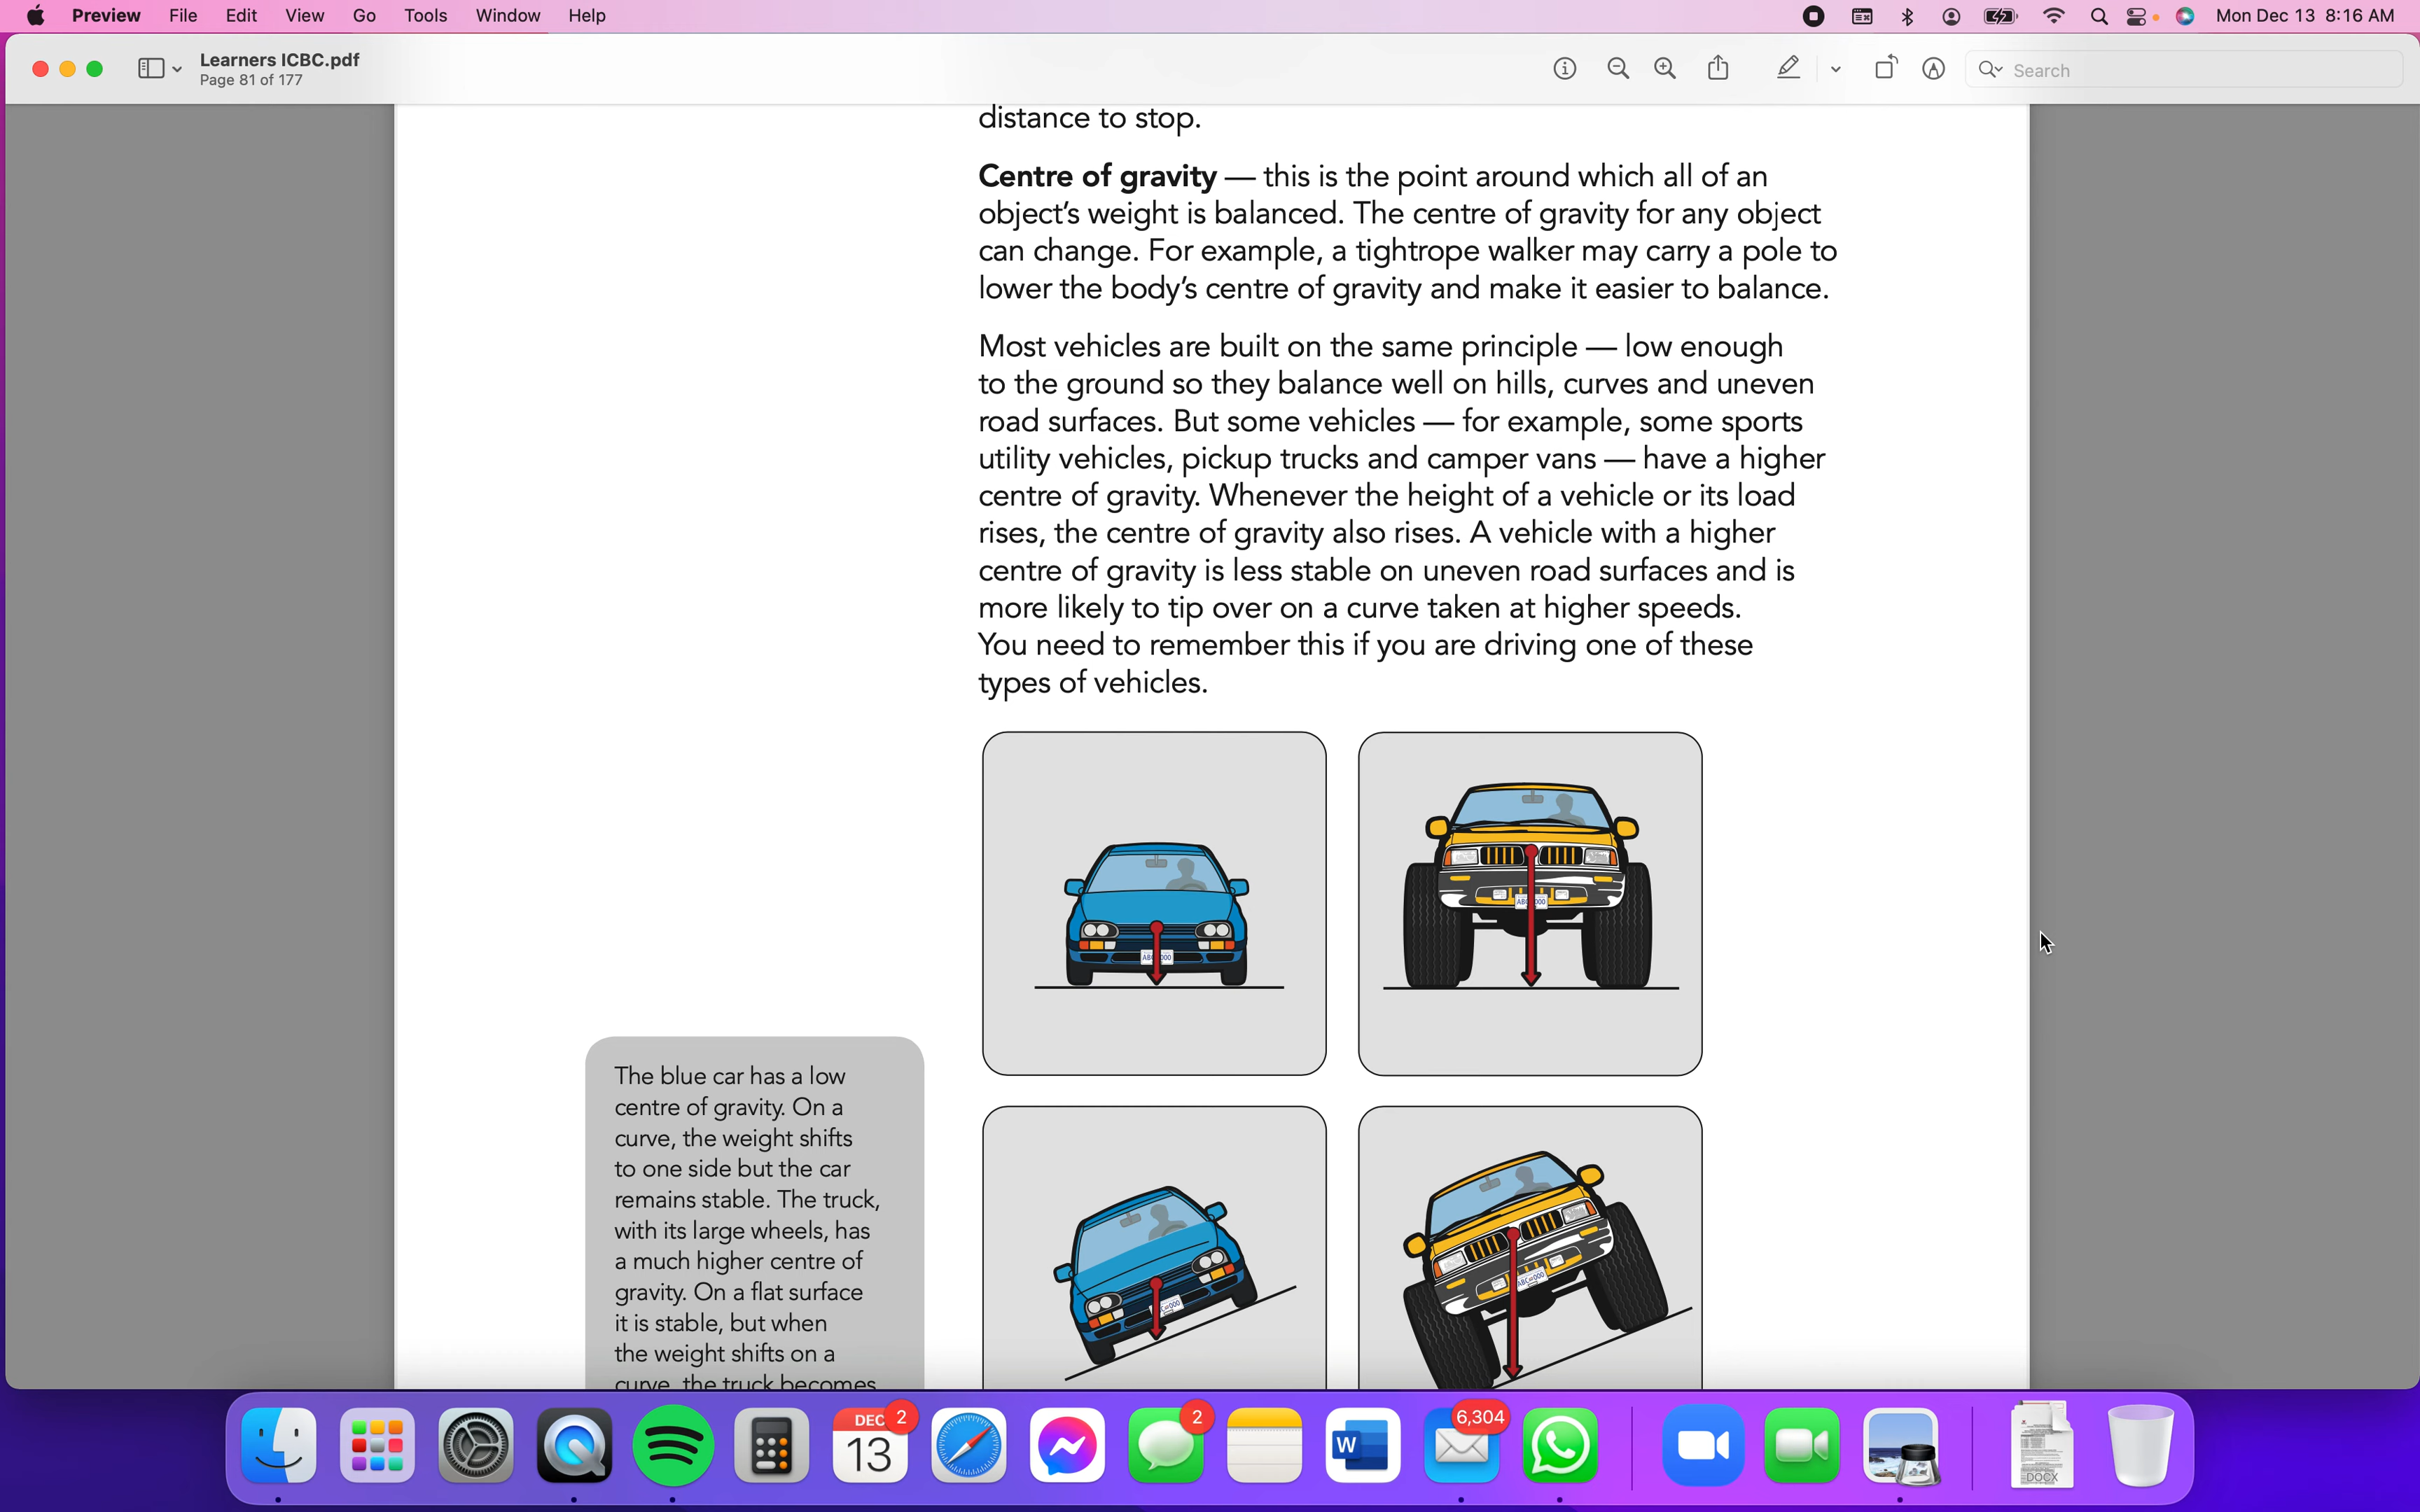 Preview File Edit View Go Tools Window Help Mon Dec 13 8:16 AM
Learners ICBC.pdf
Page 81 of 177
Search
distance to stop.
Centre of gravity — this is the point around which all of an
object's weight is balanced. The centre of gravity for any object
can change. For example, a tightrope walker may carry a pole to
lower the body's centre of gravity and make it easier to balance.
Most vehicles are built on the same principle — low enough
to the ground so they balance well on hills, curves and uneven
road surfaces. But some vehicles — for example, some sports
utility vehicles, pickup trucks and camper vans — have a higher
centre of gravity. Whenever the height of a vehicle or its load
rises, the centre of gravity also rises. A vehicle with a higher
centre of gravity is less stable on uneven road surfaces and is
more likely to tip over on a curve taken at higher speeds.
You need to remember this if you are driving one of these
types of vehicles.
The blue car has a low
centre of gravity. On a
curve, the weight shifts
to one side but the car
remains stable. The truck,
with its large wheels, has
a much higher centre of
gravity. On a flat surface
it is stable, but when
the weight shifts on a
curve, the truck becomes
DEC 2
13
2
W
6,304
DOCX